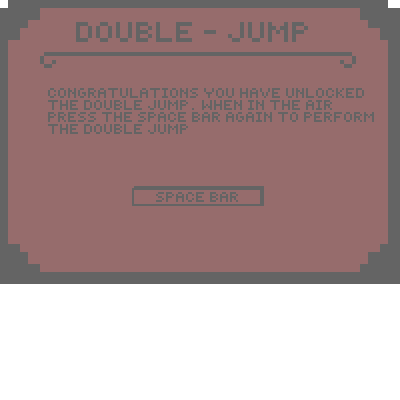 DOUBLE - JUMP
CONGRATULATIONS YOU HAVE UNLOCKED
THE DOUBLE JUMP. WHEN IN THE AIR
PRESS THE SPACE BAR AGAIN TO PERFORM
THE DOUBLE JUMP
SPACE BAR